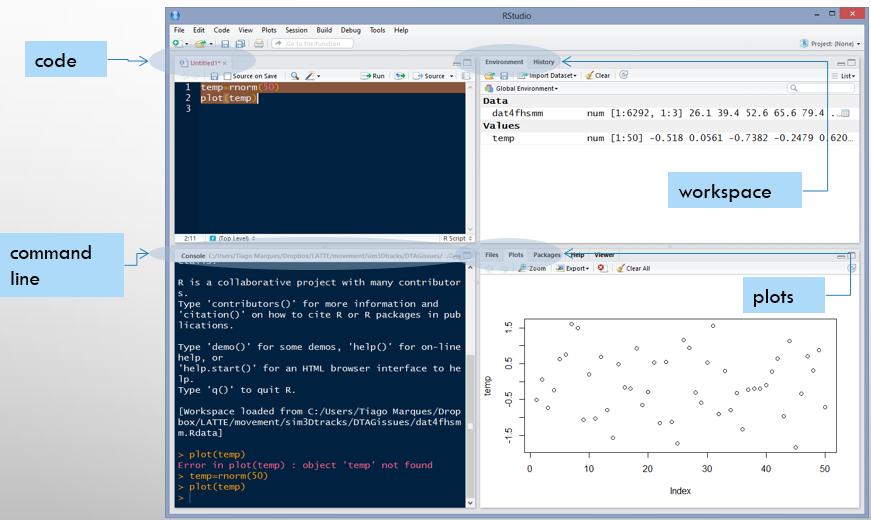 RStudio
File Edit Code View Plots Session Build Debug Tools Help
Go to file/function
Project: (None)
code
Untitled1*
Source on Save
Run
Source
1 temp=rnorm(50)
2 plot(temp)
3
2:11 (Top Level) R Script
Environment History
Import Dataset Clear
List
Global Environment
Data
dat4fhsmm num [1:6292, 1:3] 26.1 39.4 52.6 65.6 79.4 ...
Values
temp num [1:50] -0.518 0.0561 -0.7382 -0.2479 0.620...
workspace
command
line
Console C:/Users/Tiago Marques/Dropbox/LATTE/movement/sim3Dtracks/DTAGissues/
R is a collaborative project with many contributor
s.
Type 'contributors()' for more information and
'citation()' on how to cite R or R packages in pub
lications.
Type 'demo()' for some demos, 'help()' for on-line
help, or
'help.start()' for an HTML browser interface to he
lp.
Type 'q()' to quit R.
[Workspace loaded from C:/Users/Tiago Marques/Drop
box/LATTE/movement/sim3Dtracks/DTAGissues/dat4fhsm
m.Rdata]
> plot(temp)
Error in plot(temp) : object 'temp' not found
> temp=rnorm(50)
> plot(temp)
>
Files Plots Packages Help Viewer
Zoom Export Clear All
plots
1.5
0.5
-0.5
-1.5
temp
0 10 20 30 40 50
Index